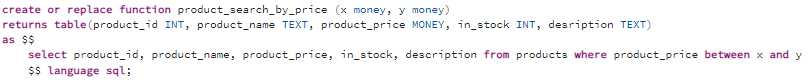 create or replace function product_search_by_price (x money, y money)
returns table(product_id INT, product_name TEXT, product_price MONEY, in_stock INT, desription TEXT)
as $$
    select product_id, product_name, product_price, in_stock, description from products where product_price between x and y
    $$ language sql;